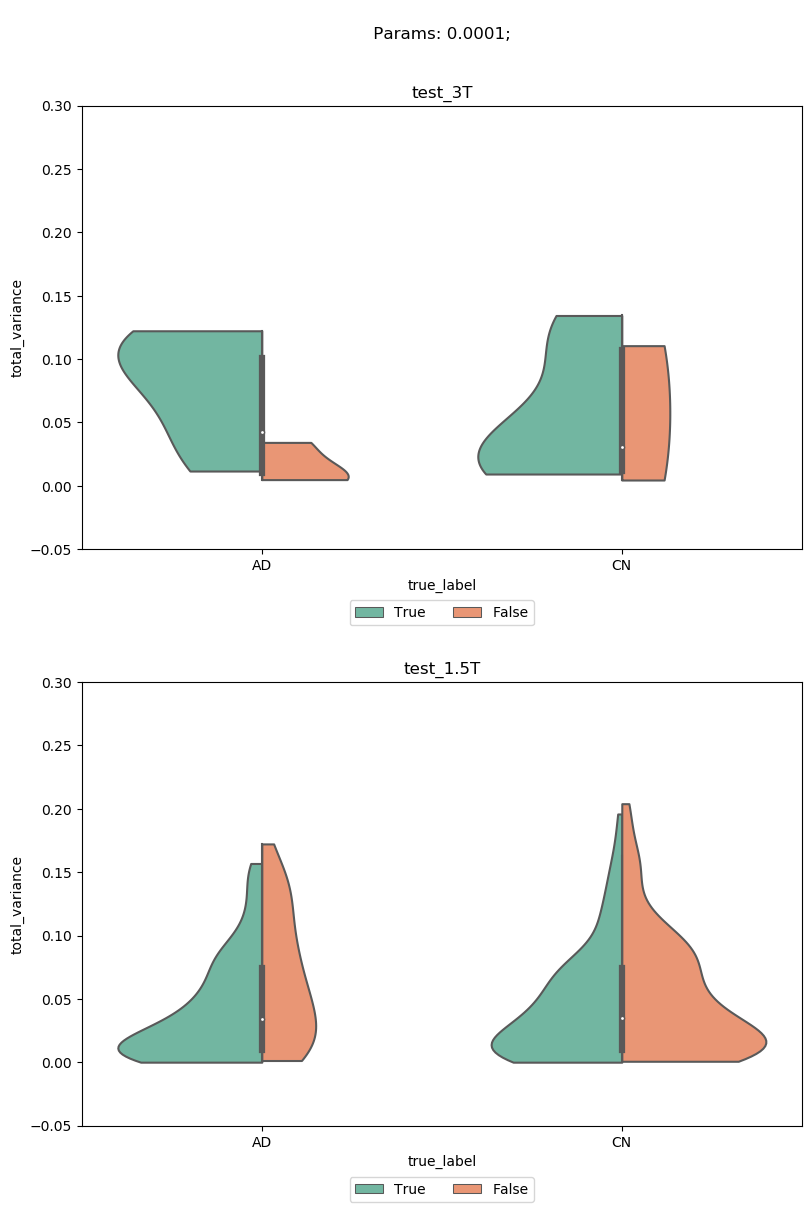 Params: 0.0001;
test_3T
0.30
0.25
0.20
0.15
0.10
0.05
0.00
−0.05
total_variance
AD CN
true_label
True False
test_1.5T
0.30
0.25
0.20
0.15
0.10
0.05
0.00
−0.05
total_variance
AD CN
true_label
True False